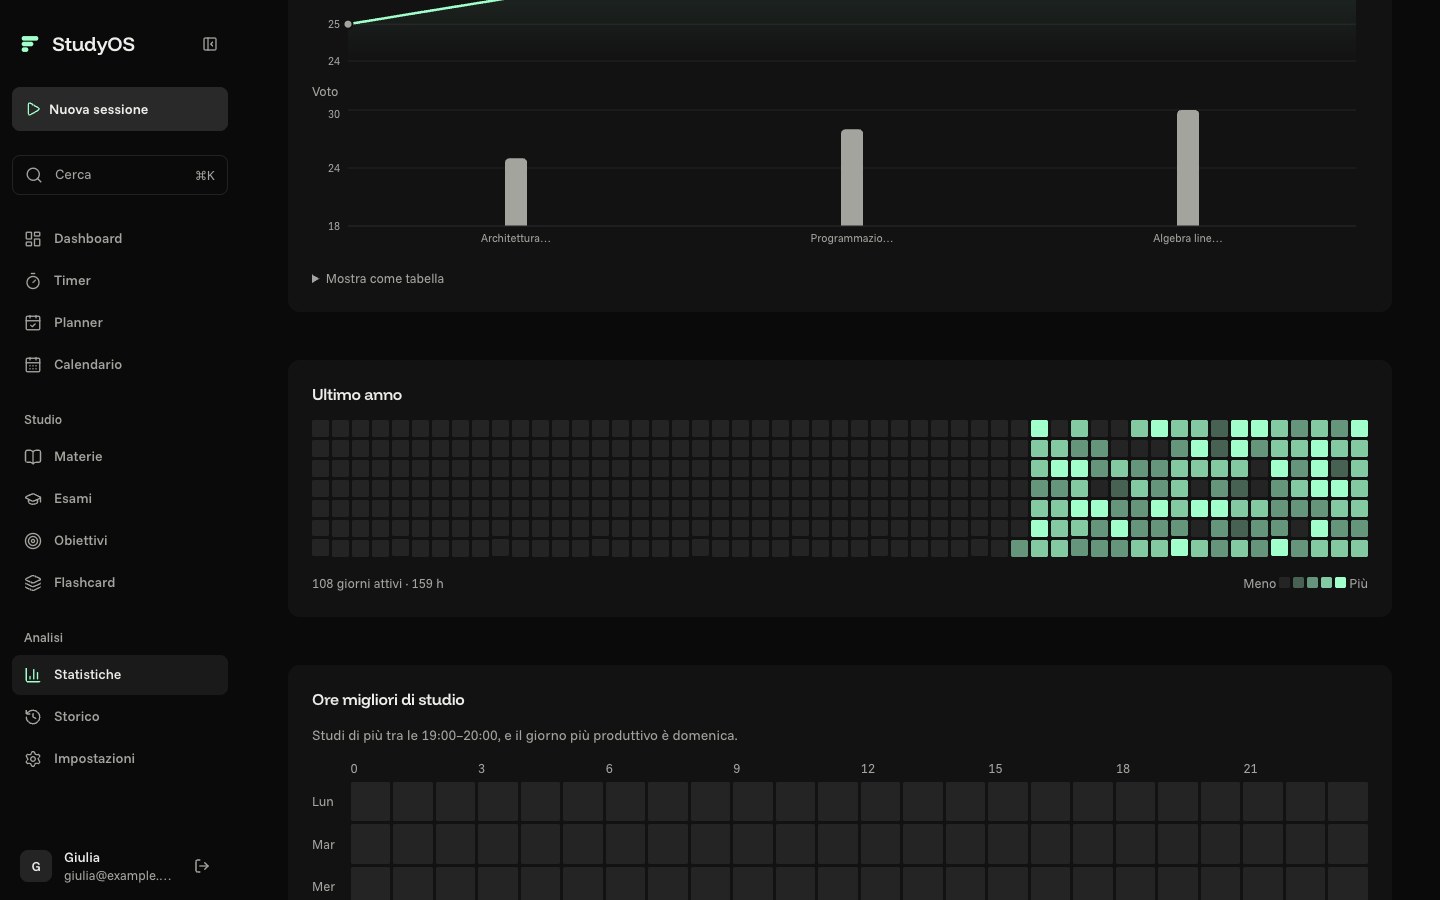 StudyOS
Nuova sessione
Cerca
⌘K
Dashboard
Timer
Planner
Calendario
Studio
Materie
Esami
Obiettivi
Flashcard
Analisi
Statistiche
Storico
Impostazioni
G
Giulia
giulia@example....
25
24
Voto
30
24
18
Architettura...
Programmazio...
Algebra line...
Mostra come tabella
Ultimo anno
108 giorni attivi · 159 h
Meno
Più
Ore migliori di studio
Studi di più tra le 19:00–20:00, e il giorno più produttivo è domenica.
0 3 6 9 12 15 18 21
Lun
Mar
Mer